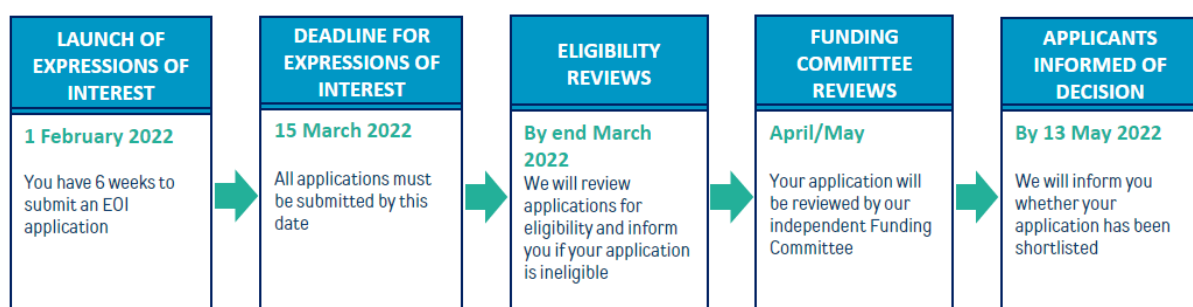 LAUNCH OF
EXPRESSIONS OF
INTEREST
1 February 2022
You have 6 weeks to
submit an EOI
application
DEADLINE FOR
EXPRESSIONS OF
INTEREST
15 March 2022
All applications must
be submitted by this
date
ELIGIBILITY
REVIEWS
By end March
2022
We will review
applications for
eligibility and inform
you if your application
is ineligible
FUNDING
COMMITTEE
REVIEWS
April/May
Your application will
be reviewed by our
independent Funding
Committee
APPLICANTS
INFORMED OF
DECISION
By 13 May 2022
We will inform you
whether your
application has been
shortlisted